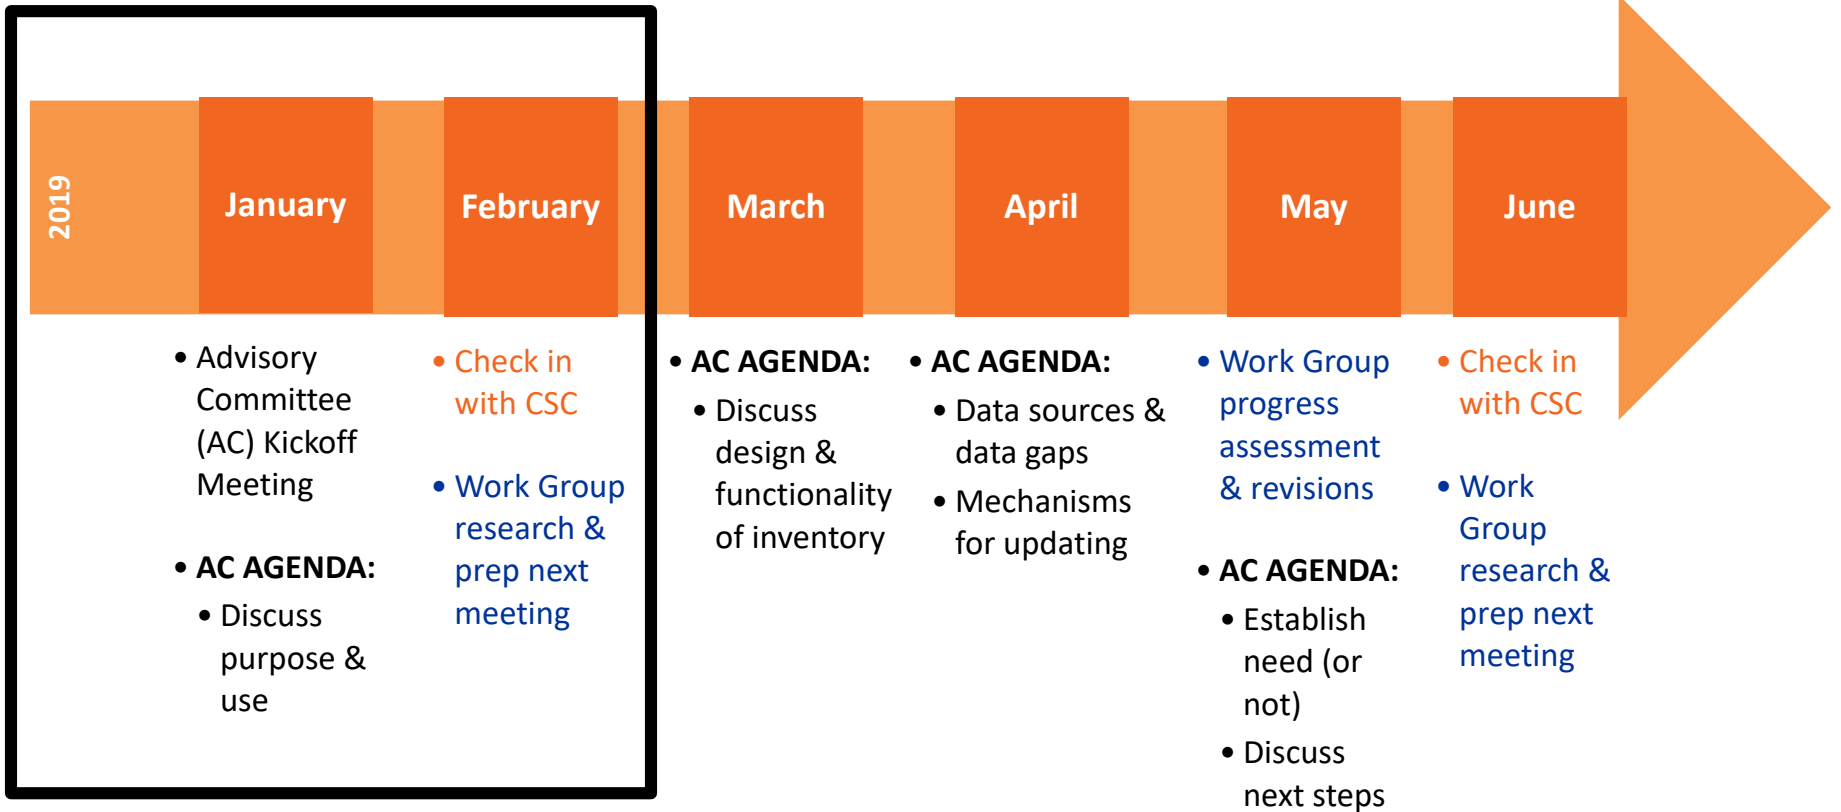 2019
January
February
March
April
May
June
• Advisory
Committee
(AC) Kickoff
Meeting
• AC AGENDA:
• Discuss
purpose &
use
• Check in
with CSC
• Work Group
research &
prep next
meeting
• AC AGENDA:
• Discuss
design &
functionality
of inventory
• AC AGENDA:
• Data sources &
data gaps
• Mechanisms
for updating
• Work Group
progress
assessment
& revisions
• AC AGENDA:
• Establish
need (or
not)
• Discuss
next steps
• Check in
with CSC
• Work
Group
research &
prep next
meeting